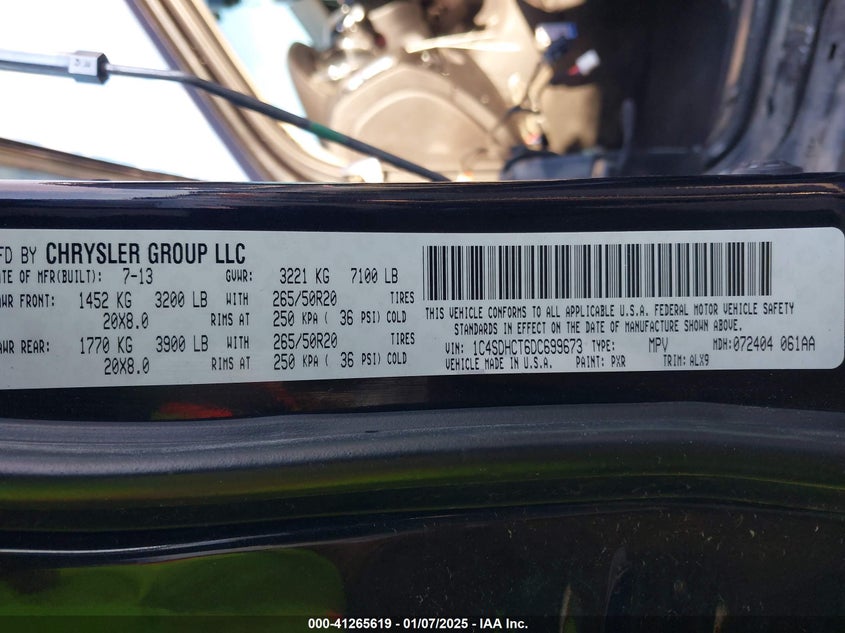 FD BY CHRYSLER GROUP LLC
ATE OF MFR(BUILT): 7-13 GVWR: 3221 KG 7100 LB
AWR FRONT: 1452 KG 3200 LB WITH 265/50R20 TIRES
20X8.0 RIMS AT 250 KPA ( 36 PSI) COLD
AWR REAR: 1770 KG 3900 LB WITH 265/50R20 TIRES
20X8.0 RIMS AT 250 KPA ( 36 PSI) COLD
THIS VEHICLE CONFORMS TO ALL APPLICABLE U.S.A. FEDERAL MOTOR VEHICLE SAFETY
STANDARDS IN EFFECT ON THE DATE OF MANUFACTURE SHOWN ABOVE.
VIN: 1C4SDHCT6DC699673 TYPE: MPV MDH: 072404 061AA
VEHICLE MADE IN U.S.A. PAINT: PXR TRIM: ALX9
000-41265619 | 01/07/2025 - IAA Inc.